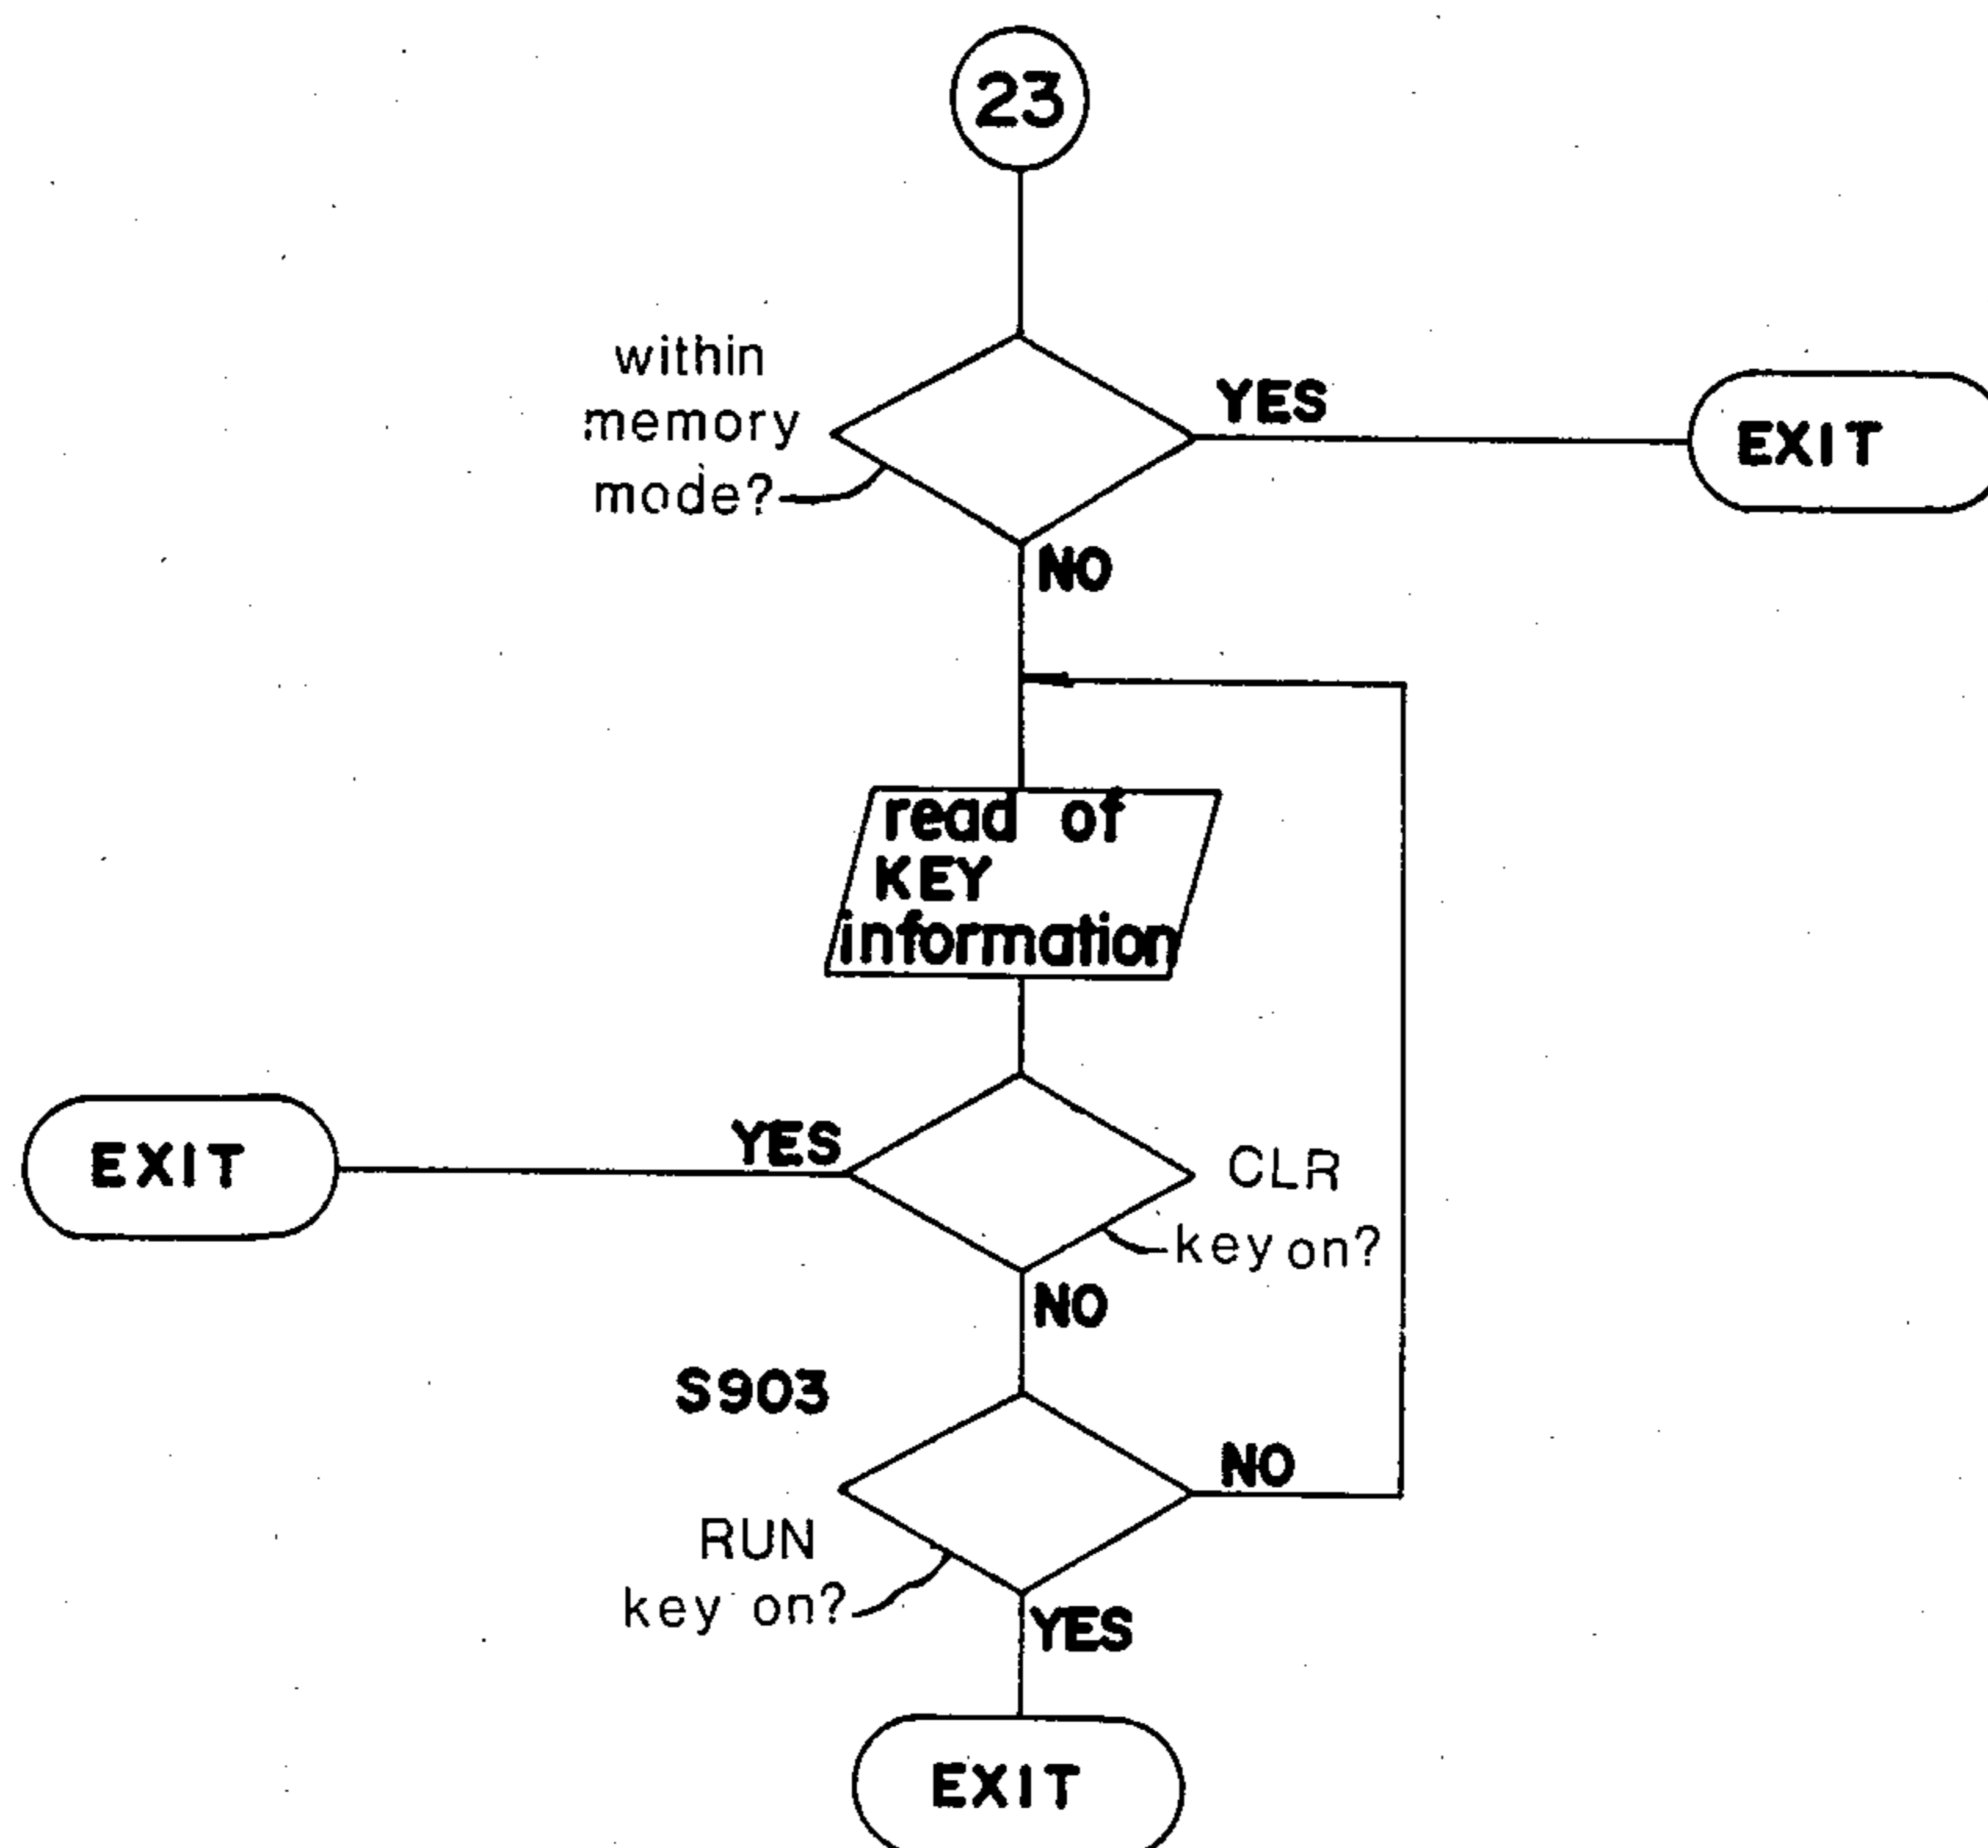 23
within
memory
mode?
YES
EXIT
NO
read of
KEY
information
EXIT
YES
CLR
key on?
NO
S903
NO
RUN
key on?
YES
EXIT